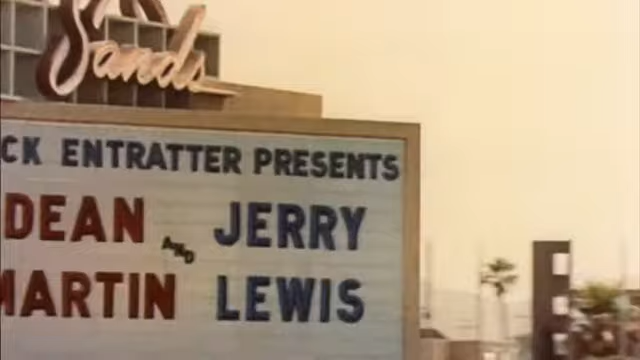 Sands
CK ENTRATTER PRESENTS
DEAN AND JERRY
MARTIN LEWIS